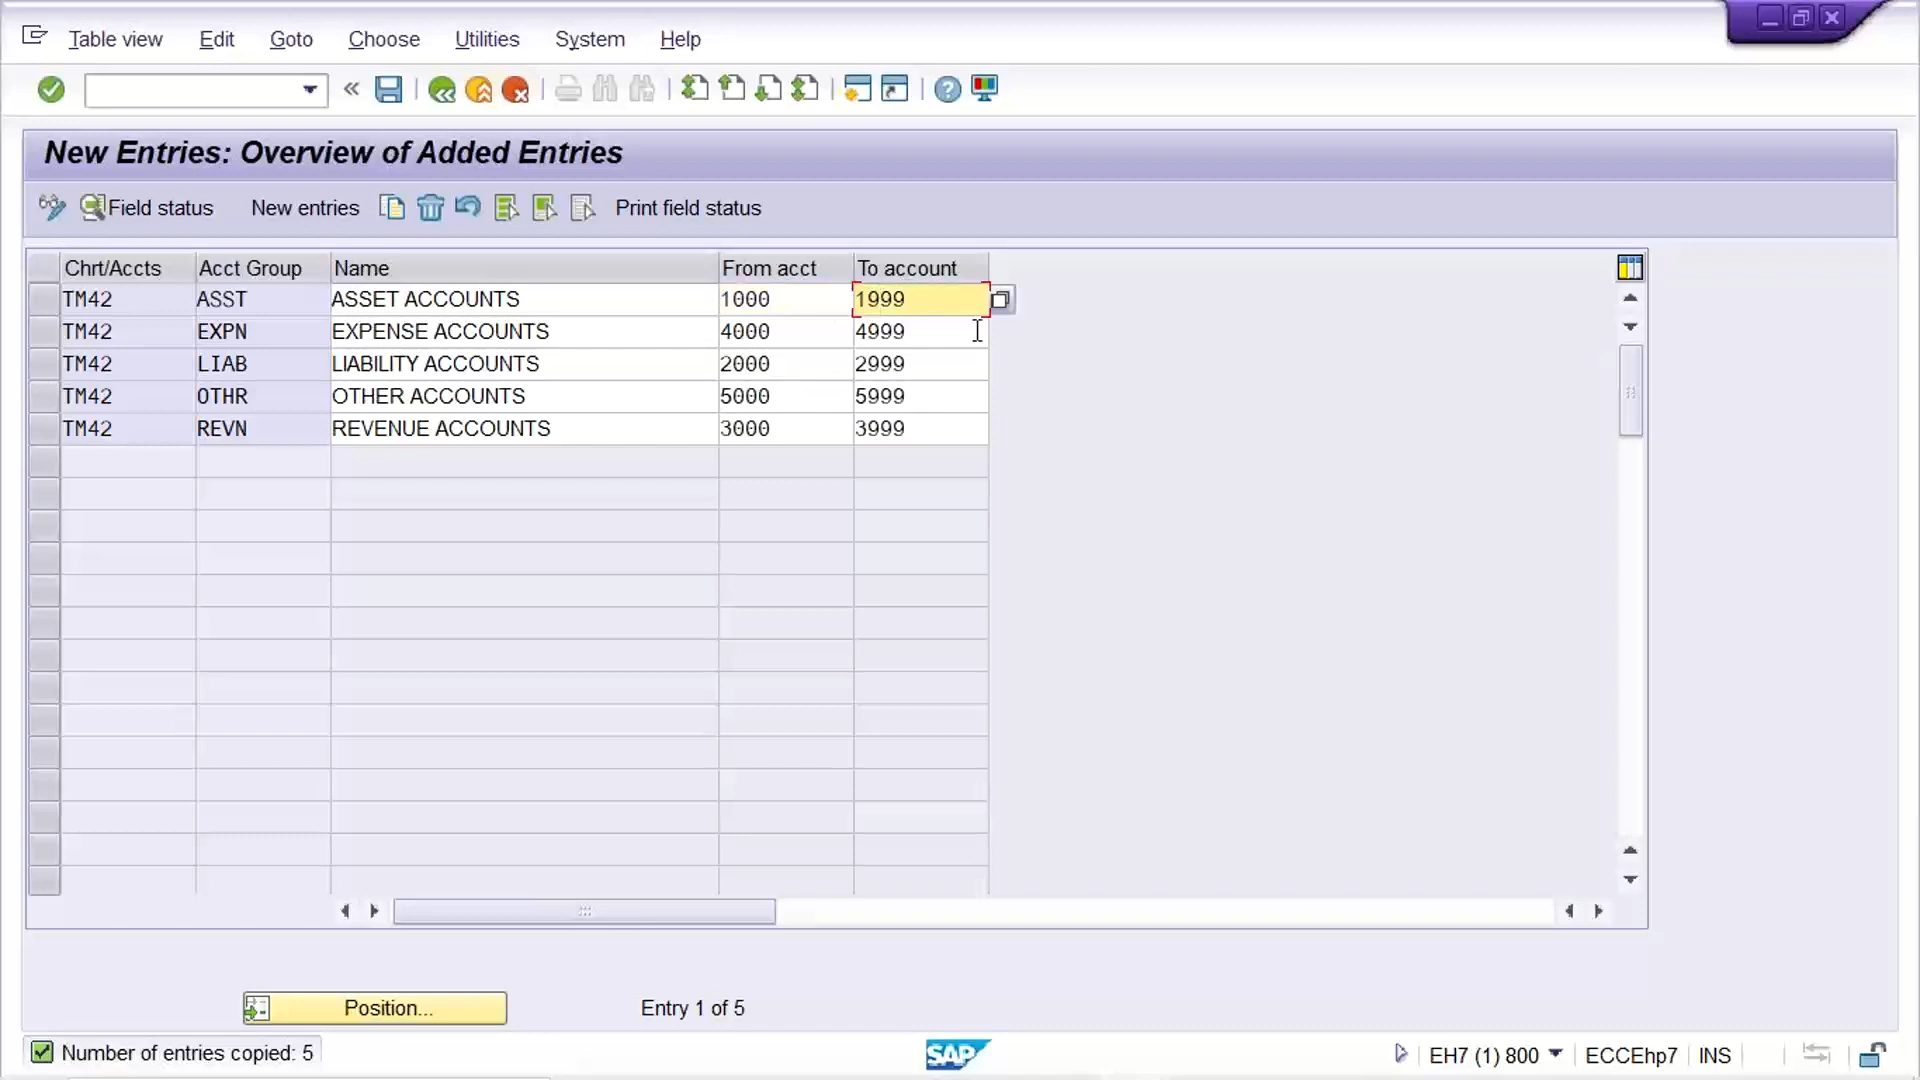 Table view Edit Goto Choose Utilities System Help
New Entries: Overview of Added Entries
Field status New entries Print field status
Chrt/Accts Acct Group Name From acct To account
TM42 ASST ASSET ACCOUNTS 1000 1999
TM42 EXPN EXPENSE ACCOUNTS 4000 4999
TM42 LIAB LIABILITY ACCOUNTS 2000 2999
TM42 OTHR OTHER ACCOUNTS 5000 5999
TM42 REVN REVENUE ACCOUNTS 3000 3999
Position... Entry 1 of 5
Number of entries copied: 5 SAP EH7 (1) 800 ECCEhp7 INS